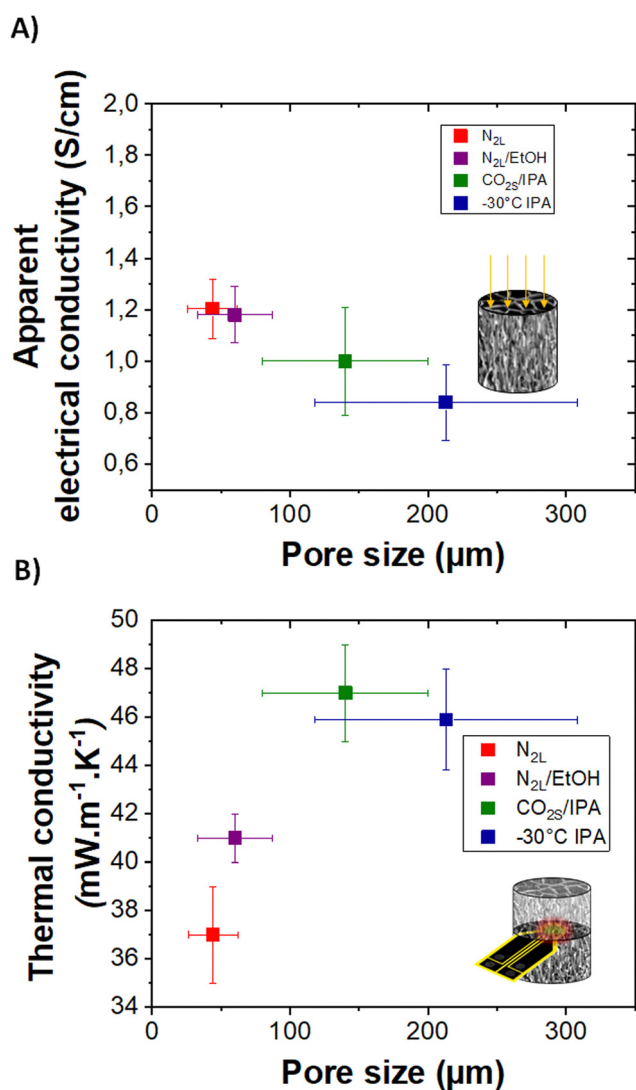 A)
Apparent
electrical conductivity (S/cm)
2,0
1,8
1,6
1,4
1,2
1,0
0,8
0,6
N₂L
N₂L/EtOH
CO₂S/IPA
-30°C IPA
0
100
200
300
Pore size (µm)
B)
Thermal conductivity
(mW.m⁻¹.K⁻¹)
50
48
46
44
42
40
38
36
34
N₂L
N₂L/EtOH
CO₂S/IPA
-30°C IPA
0
100
200
300
Pore size (µm)